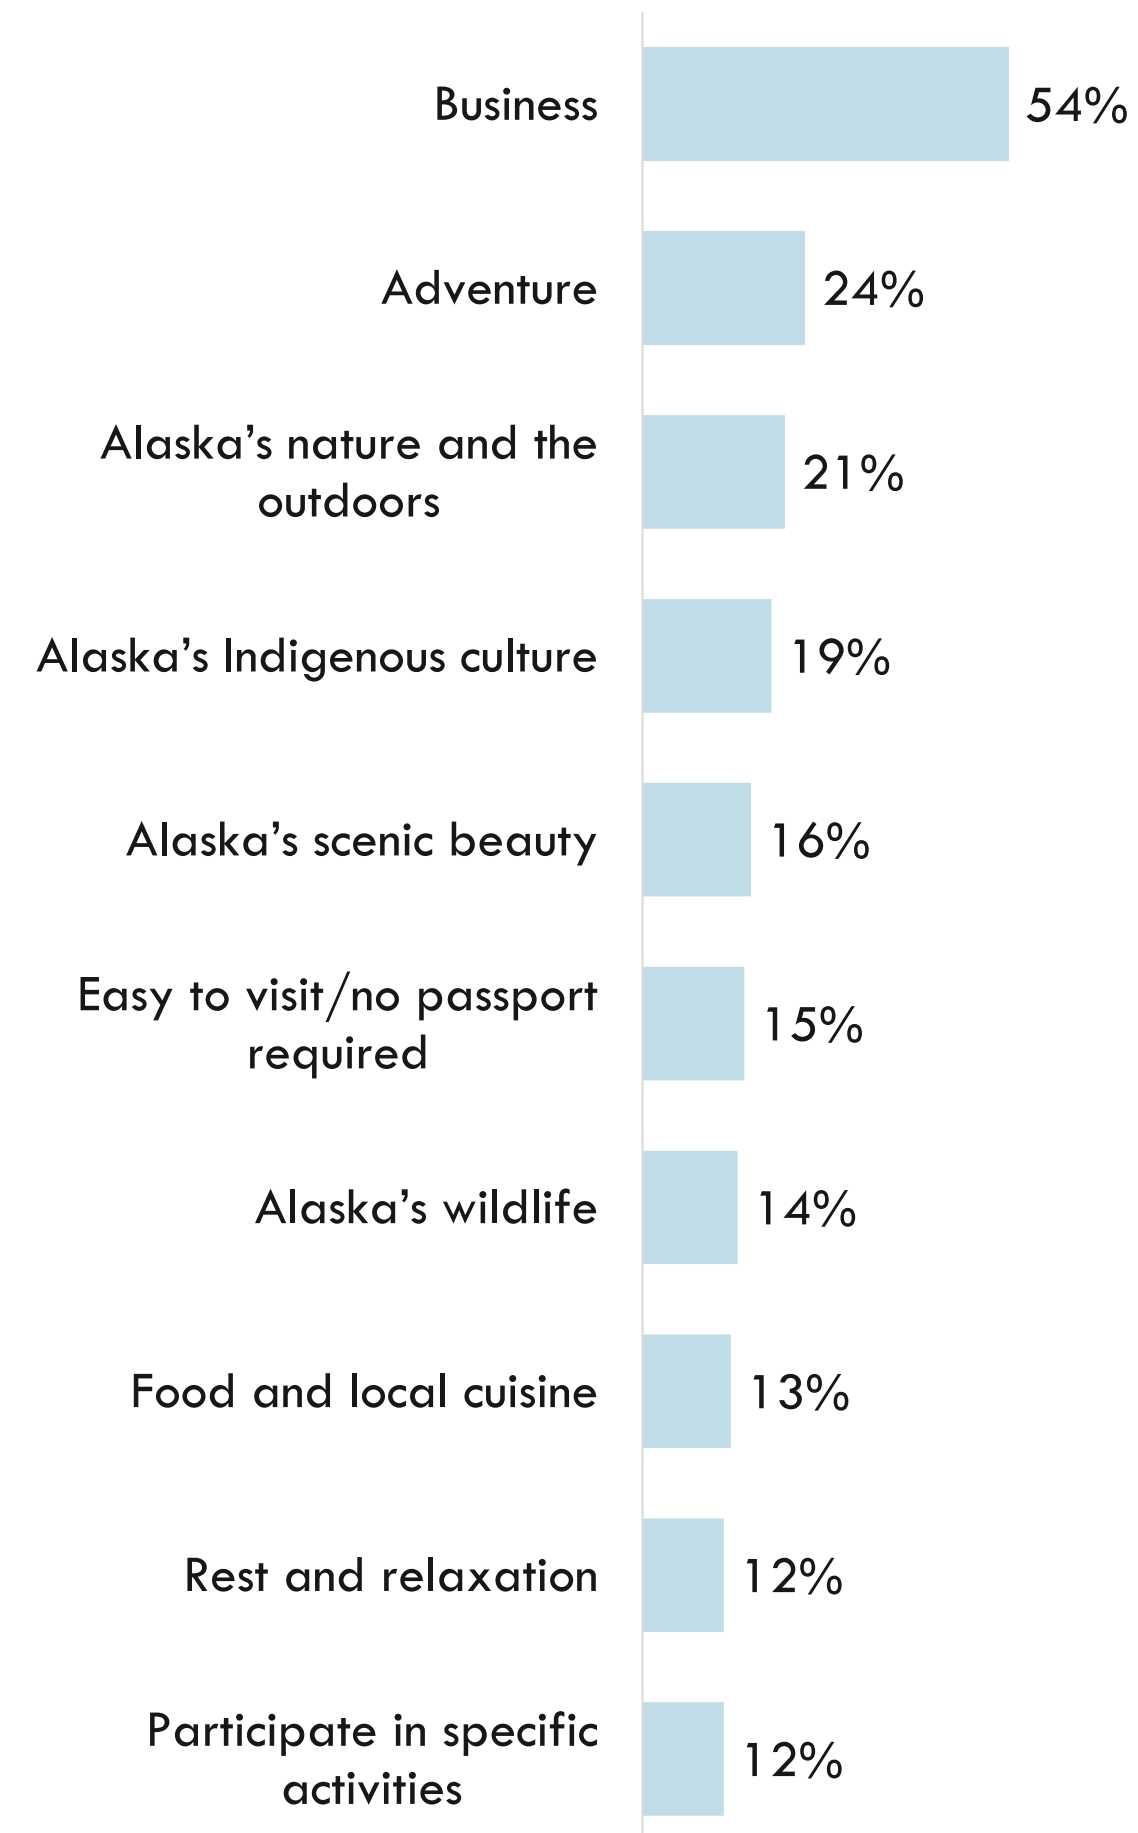 Business
54%
Adventure
24%
Alaska’s nature and the
outdoors
21%
Alaska’s Indigenous culture
19%
Alaska’s scenic beauty
16%
Easy to visit/no passport
required
15%
Alaska’s wildlife
14%
Food and local cuisine
13%
Rest and relaxation
12%
Participate in specific
activities
12%